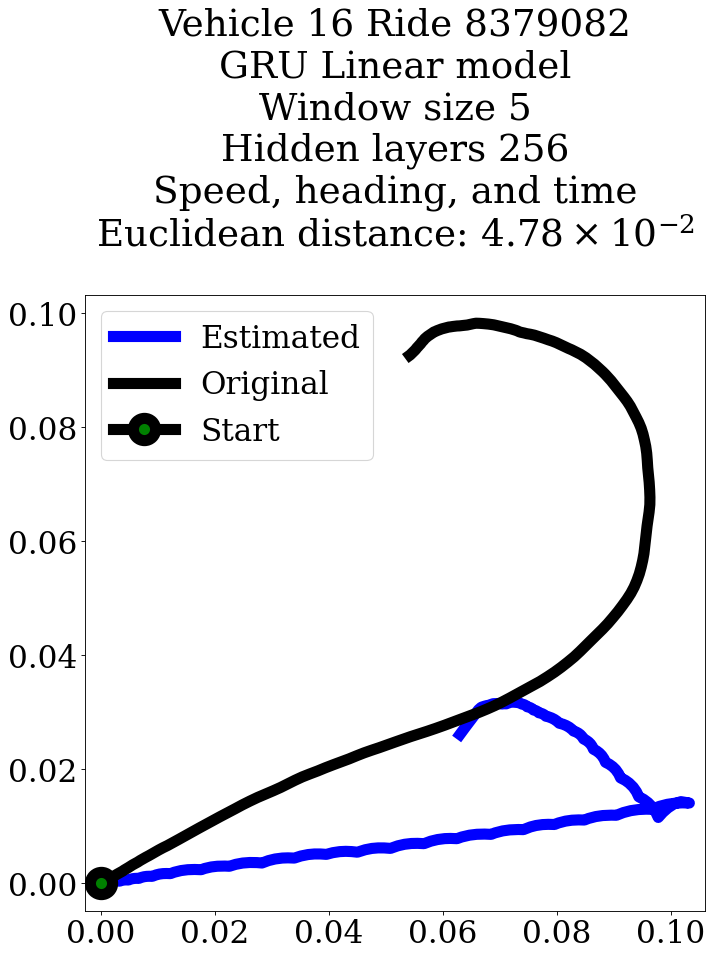 Vehicle 16 Ride 8379082
GRU Linear model
Window size 5
Hidden layers 256
Speed, heading, and time
Euclidean distance: 4.78 × 10⁻²
Estimated
Original
Start
0.10
0.08
0.06
0.04
0.02
0.00
0.00 0.02 0.04 0.06 0.08 0.10